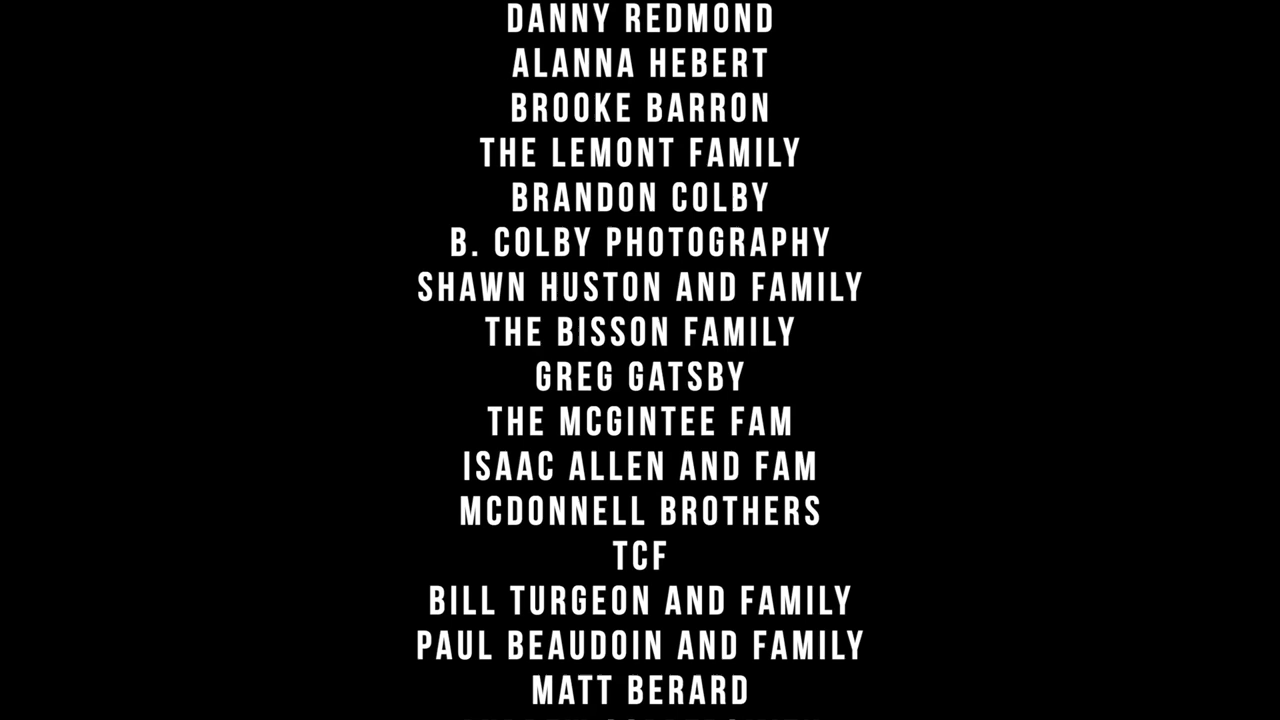 DANNY REDMOND
ALANNA HEBERT
BROOKE BARRON
THE LEMONT FAMILY
BRANDON COLBY
B. COLBY PHOTOGRAPHY
SHAWN HUSTON AND FAMILY
THE BISSON FAMILY
GREG GATSBY
THE MCGINTEE FAM
ISAAC ALLEN AND FAM
MCDONNELL BROTHERS
TCF
BILL TURGEON AND FAMILY
PAUL BEAUDOIN AND FAMILY
MATT BERARD